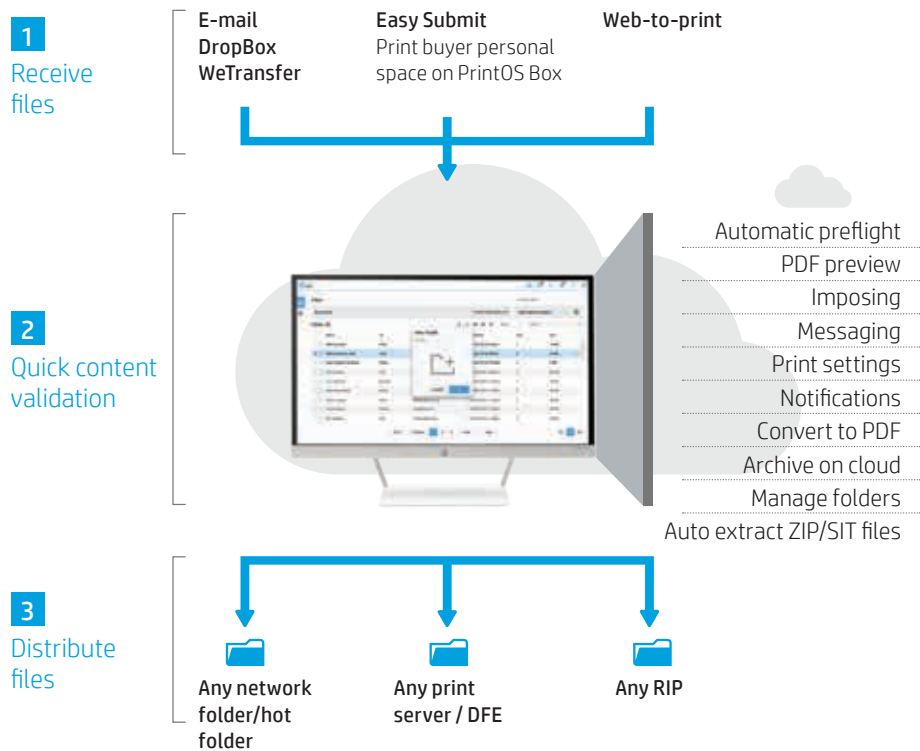 1
Receive
files
E-mail
DropBox
WeTransfer
Easy Submit
Print buyer personal
space on PrintOS Box
Web-to-print
2
Quick content
validation
Automatic preflight
PDF preview
Imposing
Messaging
Print settings
Notifications
Convert to PDF
Archive on cloud
Manage folders
Auto extract ZIP/SIT files
3
Distribute
files
Any network
folder/hot
folder
Any print
server / DFE
Any RIP